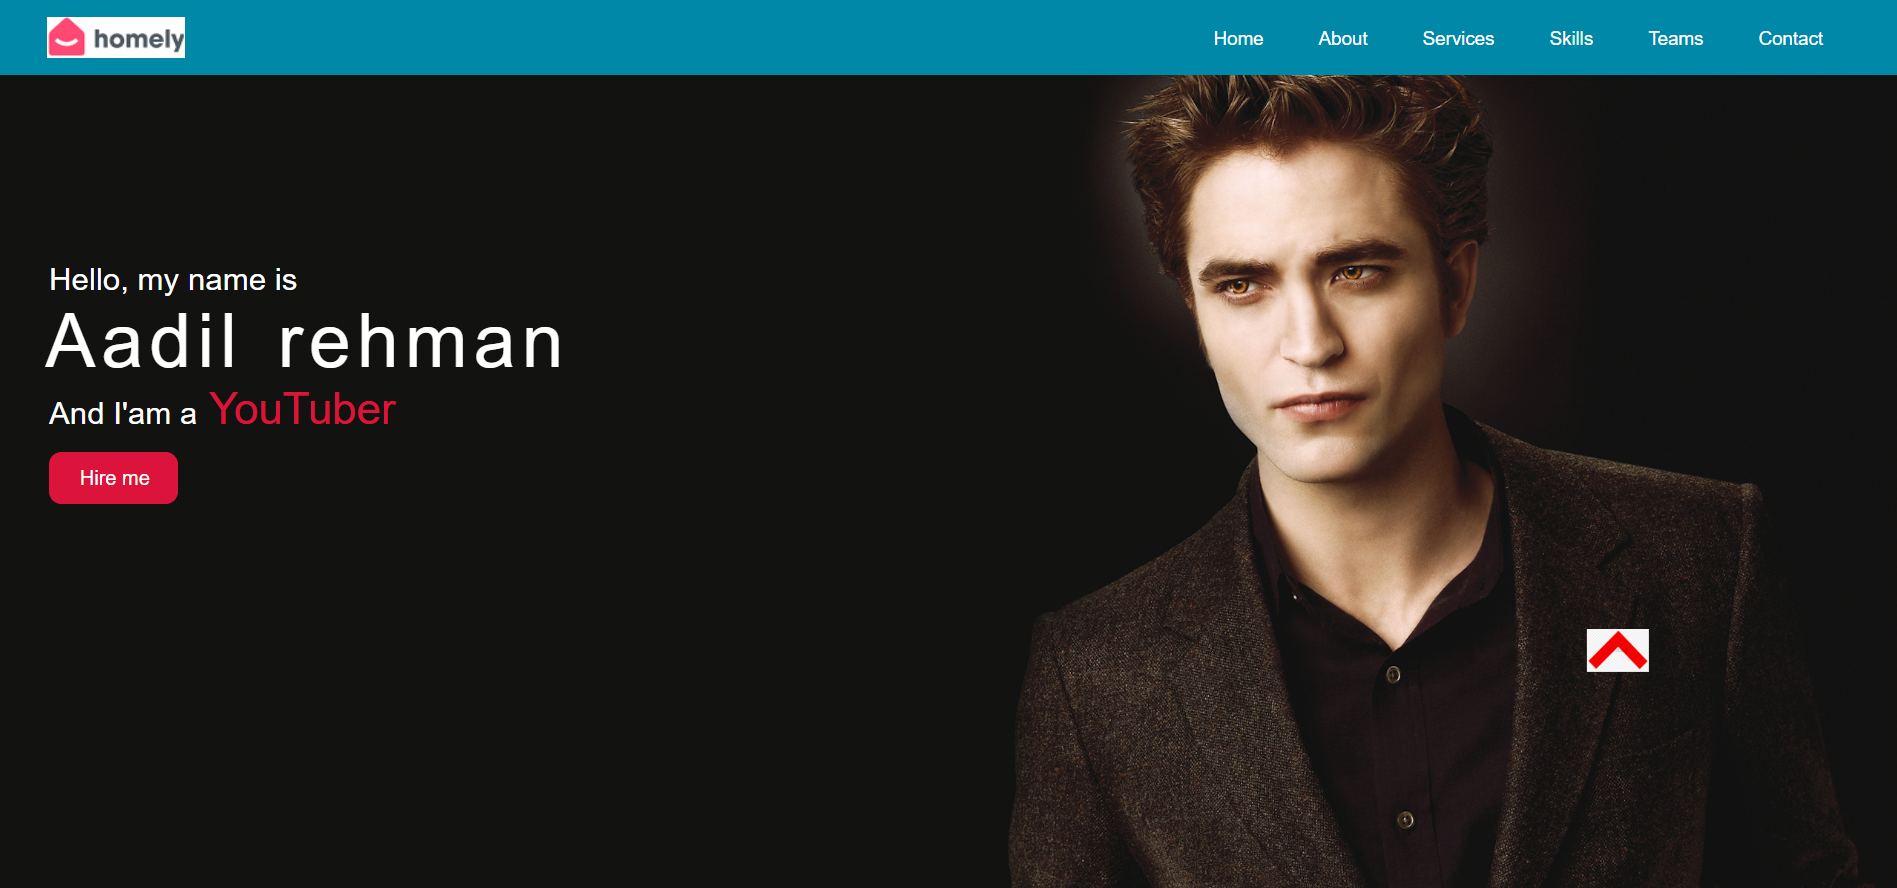 homely
Home About Services Skills Teams Contact
Hello, my name is
Aadil rehman
And I'am a YouTuber
Hire me